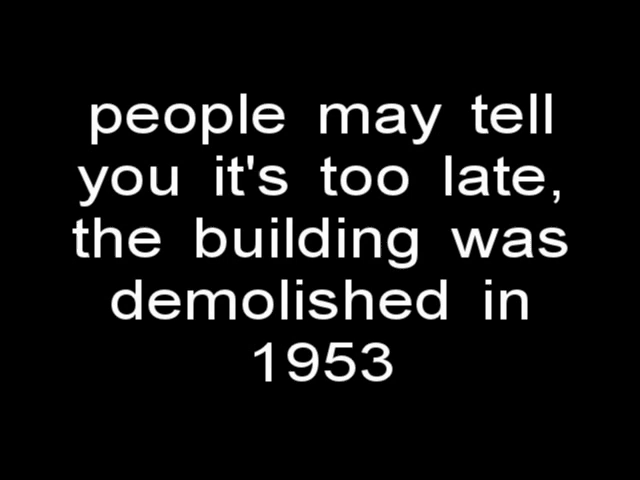 people may tell
you it's too late,
the building was
demolished in
1953